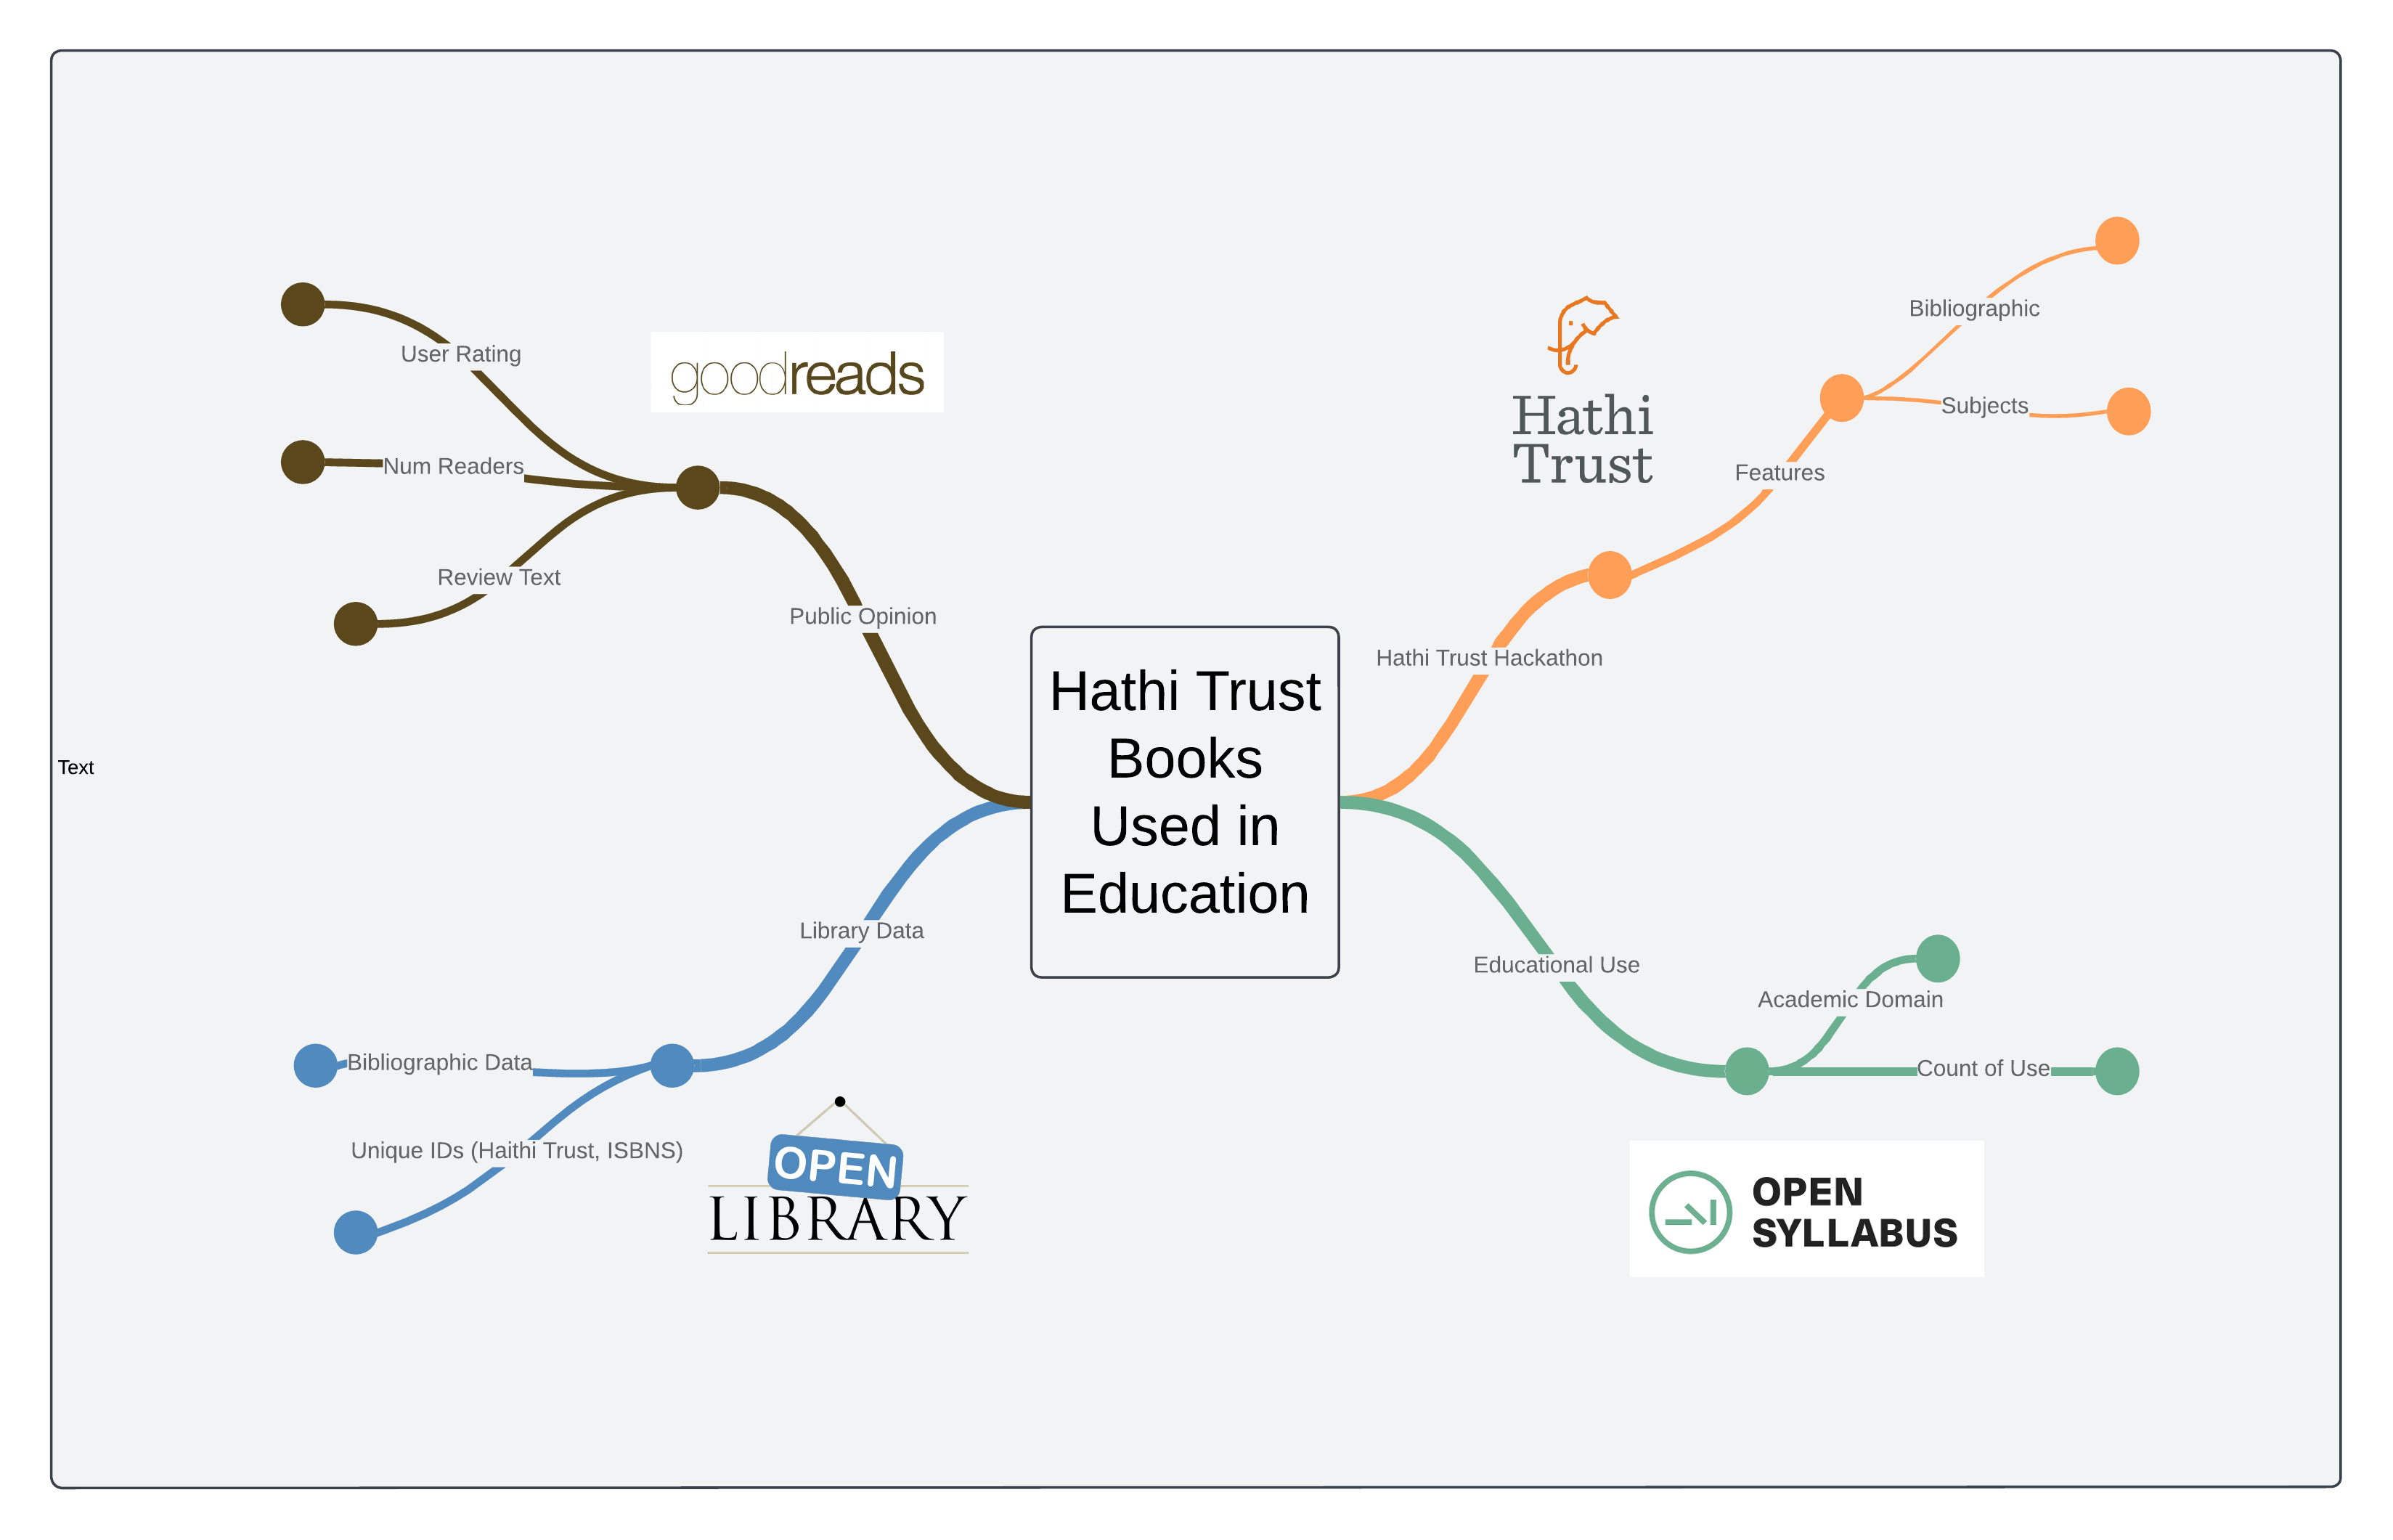 User Rating
goodreads
Num Readers
Review Text
Public Opinion
Text
Library Data
Bibliographic Data
Unique IDs (Haithi Trust, ISBNS)
OPEN
LIBRARY
Hathi Trust
Books
Used in
Education
Hathi
Trust
Bibliographic
Subjects
Features
Hathi Trust Hackathon
Educational Use
Academic Domain
Count of Use
OPEN
SYLLABUS